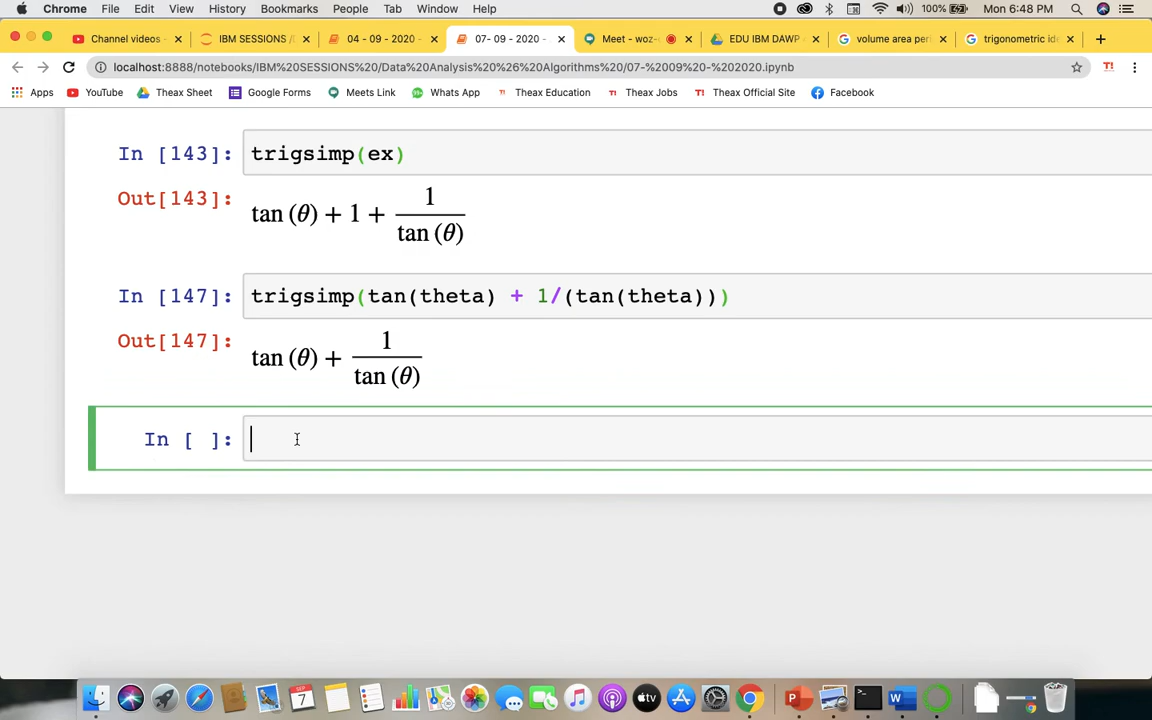 Chrome File Edit View History Bookmarks People Tab Window Help 100% Mon 6:48 PM
Channel videos - IBM SESSIONS / 04 - 09 - 2020 - 07- 09 - 2020 - Meet - woz- EDU IBM DAWP - volume area peri trigonometric ide
localhost:8888/notebooks/IBM%20SESSIONS%20/Data%20Analysis%20%26%20Algorithms%20/07-%2009%20-%202020.ipynb
Apps YouTube Theax Sheet Google Forms Meets Link Whats App Theax Education Theax Jobs Theax Official Site Facebook
In [143]: trigsimp(ex)
Out[143]: tan (θ) + 1 + 1/tan (θ)
In [147]: trigsimp(tan(theta) + 1/(tan(theta)))
Out[147]: tan (θ) + 1/tan (θ)
In [ ]: